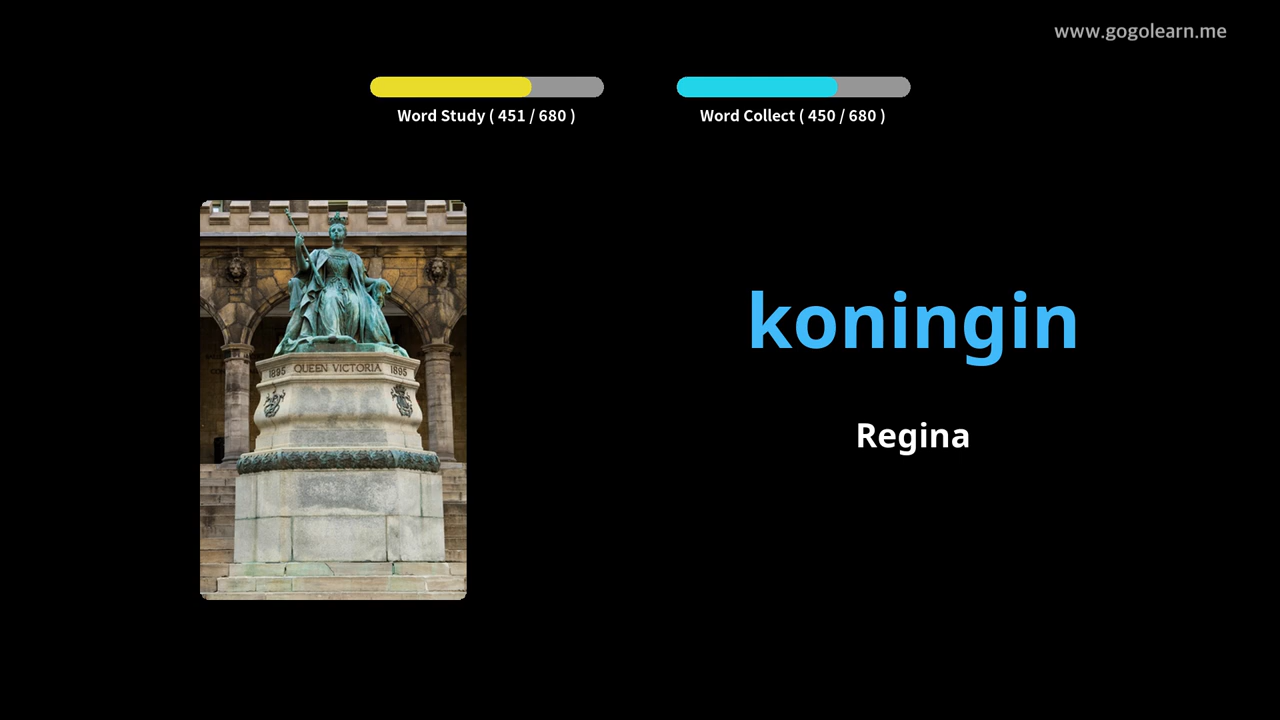 www.gogolearn.me
Word Study ( 451 / 680 )
Word Collect ( 450 / 680 )
1895 QUEEN VICTORIA 1895
koningin
Regina